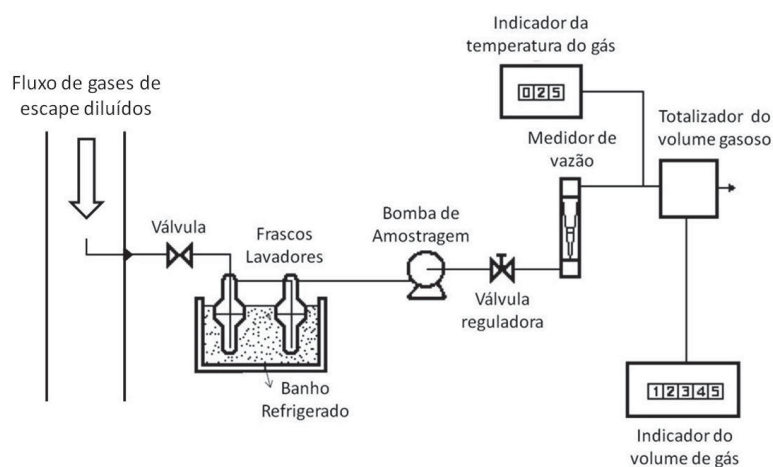 Indicador da
temperatura do gás
025
Fluxo de gases de
escape diluídos
Totalizador do
volume gasoso
Medidor de
vazão
Válvula
Frascos
Lavadores
Bomba de
Amostragem
Válvula
reguladora
Banho
Refrigerado
12345
Indicador do
volume de gás